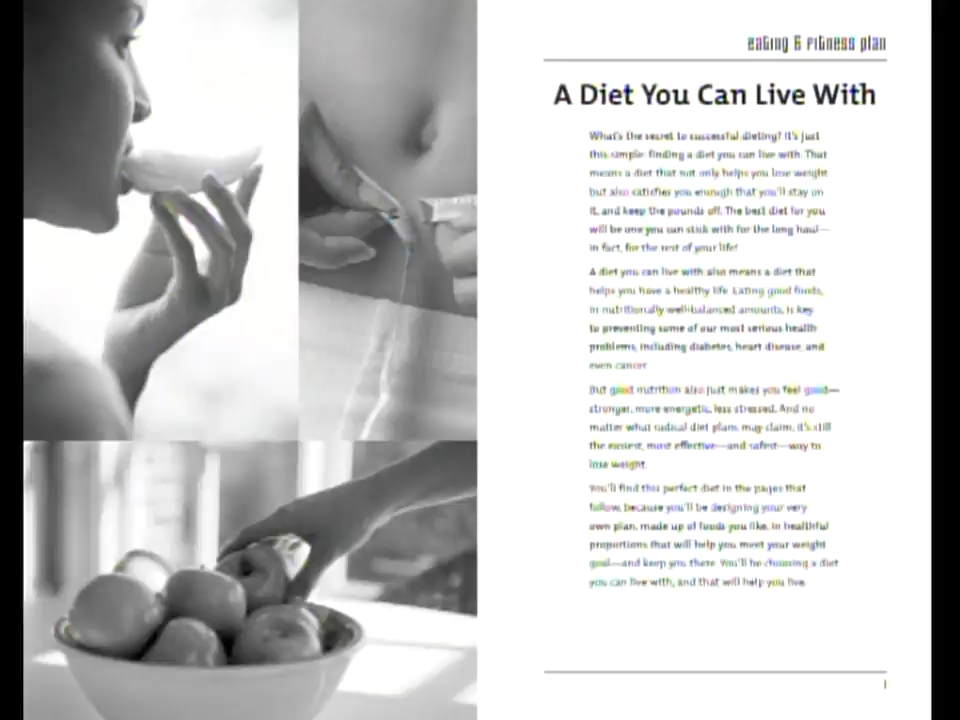 eating & fitness plan
A Diet You Can Live With
What's the secret to successful dieting? It's just
this simple: finding a diet you can live with. That
means a diet that not only helps you lose weight
but also satisfies you enough that you'll stay on
it, and keep the pounds off. The best diet for you
will be one you can stick with for the long haul—
in fact, for the rest of your life!
A diet you can live with also means a diet that
helps you have a healthy life. Eating good foods,
in nutritionally well-balanced amounts, is key
to preventing some of our most serious health
problems, including diabetes, heart disease, and
even cancer.
But good nutrition also just makes you feel good—
stronger, more energetic, less stressed. And no
matter what radical diet plans may claim, it's still
the easiest, most effective—and safest—way to
lose weight.
You'll find this perfect diet in the pages that
follow, because you'll be designing your very
own plan, made up of foods you like, in healthful
proportions that will help you meet your weight
goal—and keep you there. You'll be choosing a diet
you can live with, and that will help you live.
1